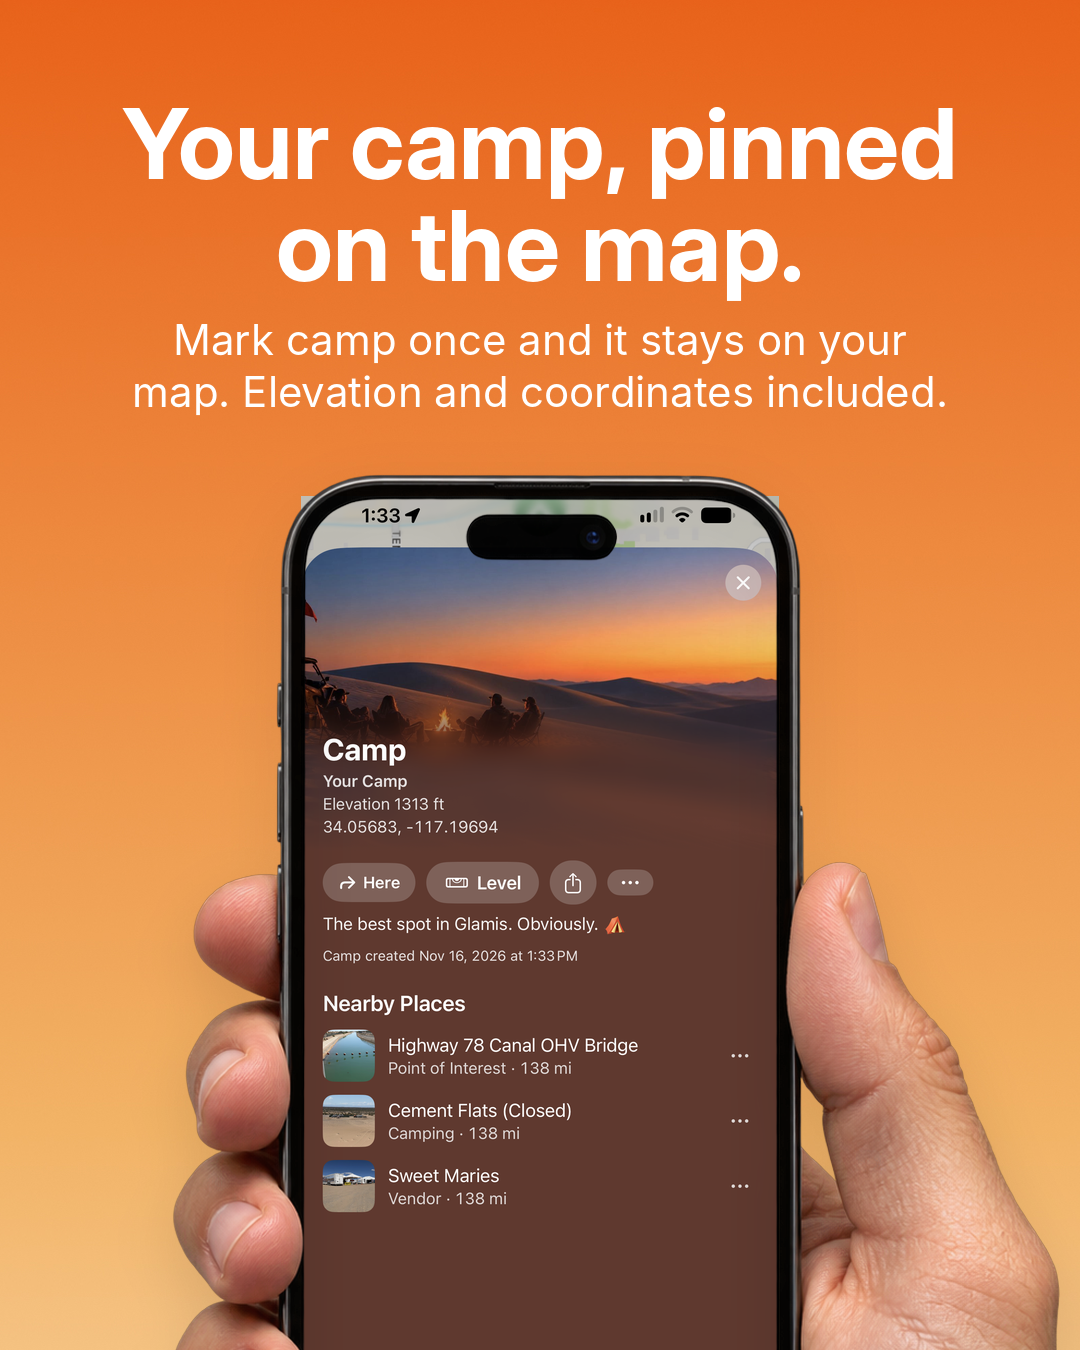 Your camp, pinned
on the map.
Mark camp once and it stays on your
map. Elevation and coordinates included.
1:33
Camp
Your Camp
Elevation 1313 ft
34.05683, -117.19694
Here
Level
The best spot in Glamis. Obviously. ⛺
Camp created Nov 16, 2026 at 1:33 PM
Nearby Places
Highway 78 Canal OHV Bridge
Point of Interest · 138 mi
Cement Flats (Closed)
Camping · 138 mi
Sweet Maries
Vendor · 138 mi